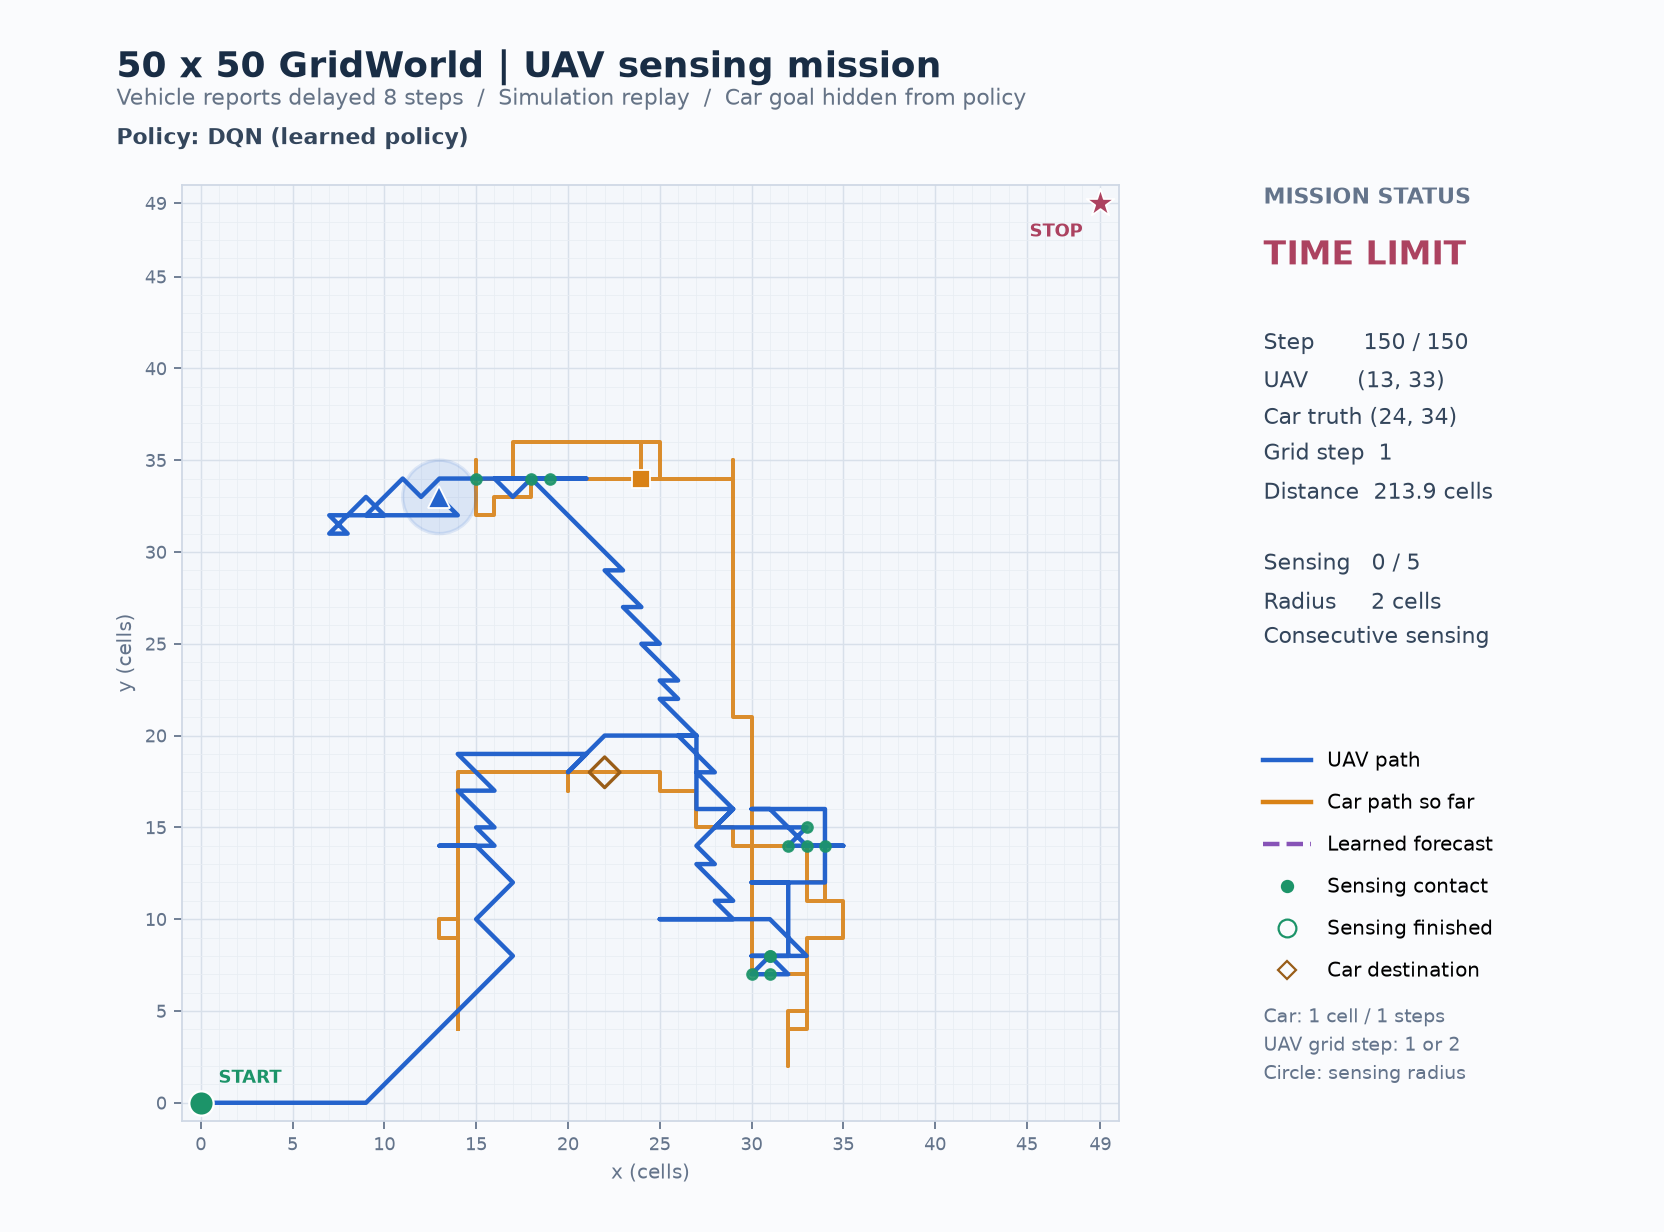 50 x 50 GridWorld | UAV sensing mission
Vehicle reports delayed 8 steps / Simulation replay / Car goal hidden from policy
Policy: DQN (learned policy)
49
45
40
35
30
25
20
15
10
5
0
y (cells)
0 5 10 15 20 25 30 35 40 45 49
x (cells)
STOP
START
MISSION STATUS
TIME LIMIT
Step 150 / 150
UAV (13, 33)
Car truth (24, 34)
Grid step 1
Distance 213.9 cells
Sensing 0 / 5
Radius 2 cells
Consecutive sensing
UAV path
Car path so far
Learned forecast
Sensing contact
Sensing finished
Car destination
Car: 1 cell / 1 steps
UAV grid step: 1 or 2
Circle: sensing radius